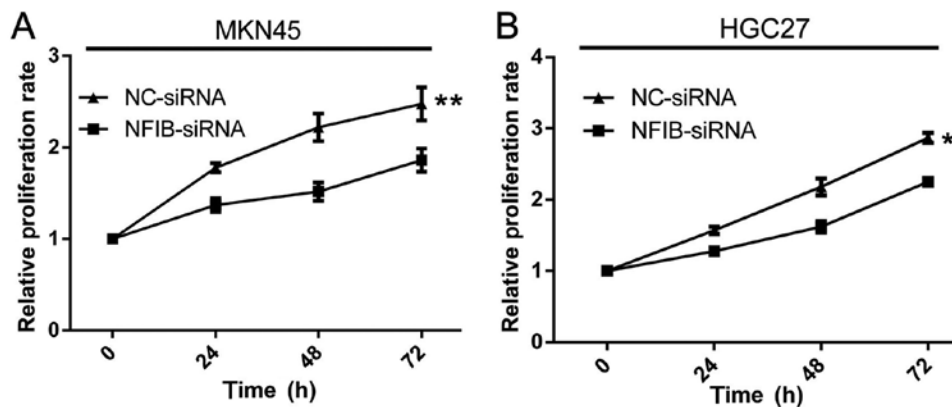 A
MKN45
Relative proliferation rate
3
2
1
0
NC-siRNA
NFIB-siRNA
**
0
24
48
72
Time (h)
B
HGC27
Relative proliferation rate
4
3
2
1
0
NC-siRNA
NFIB-siRNA
*
0
24
48
72
Time (h)